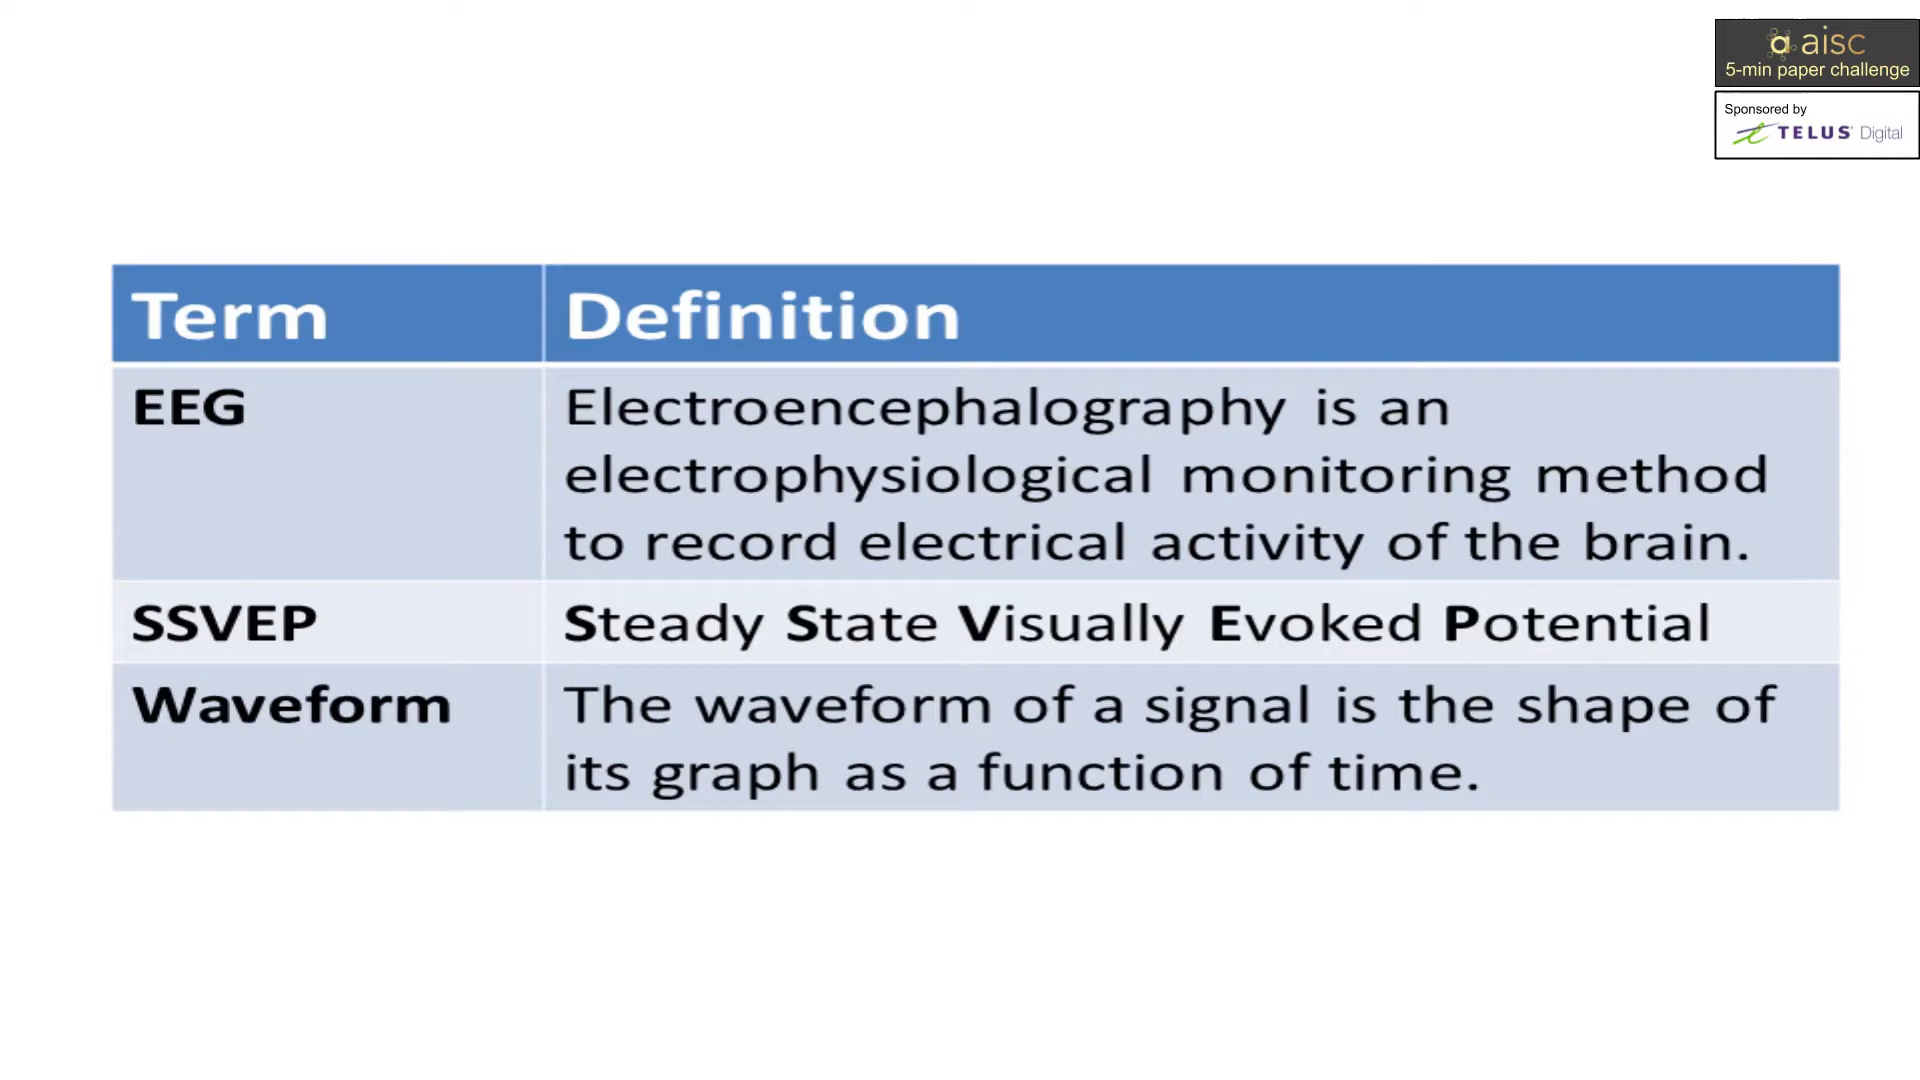 aisc
5-min paper challenge
Sponsored by
TELUS Digital
Term
Definition
EEG
Electroencephalography is an
electrophysiological monitoring method
to record electrical activity of the brain.
SSVEP
Steady State Visually Evoked Potential
Waveform
The waveform of a signal is the shape of
its graph as a function of time.